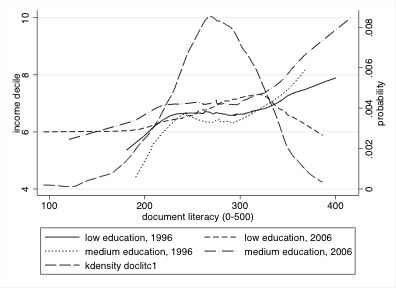 10
8
6
4
income decile
.008
.006
.004
.002
0
probability
100
200
300
400
document literacy (0-500)
low education, 1996
low education, 2006
medium education, 1996
medium education, 2006
kdensity doclitc1